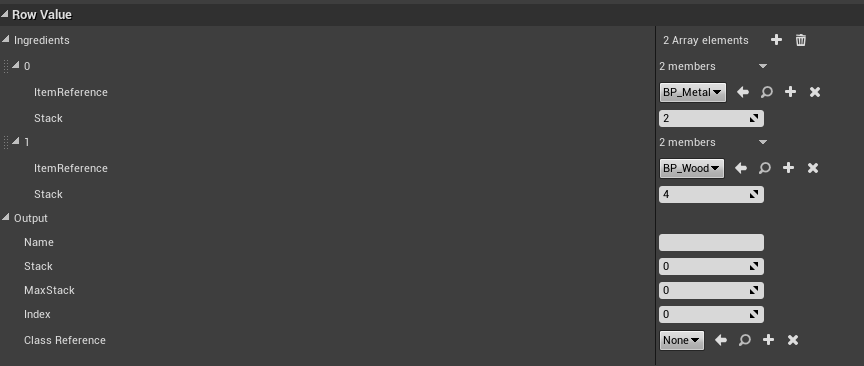 Row Value
Ingredients 2 Array elements
0 2 members
ItemReference BP_Metal
Stack 2
1 2 members
ItemReference BP_Wood
Stack 4
Output
Name
Stack 0
MaxStack 0
Index 0
Class Reference None